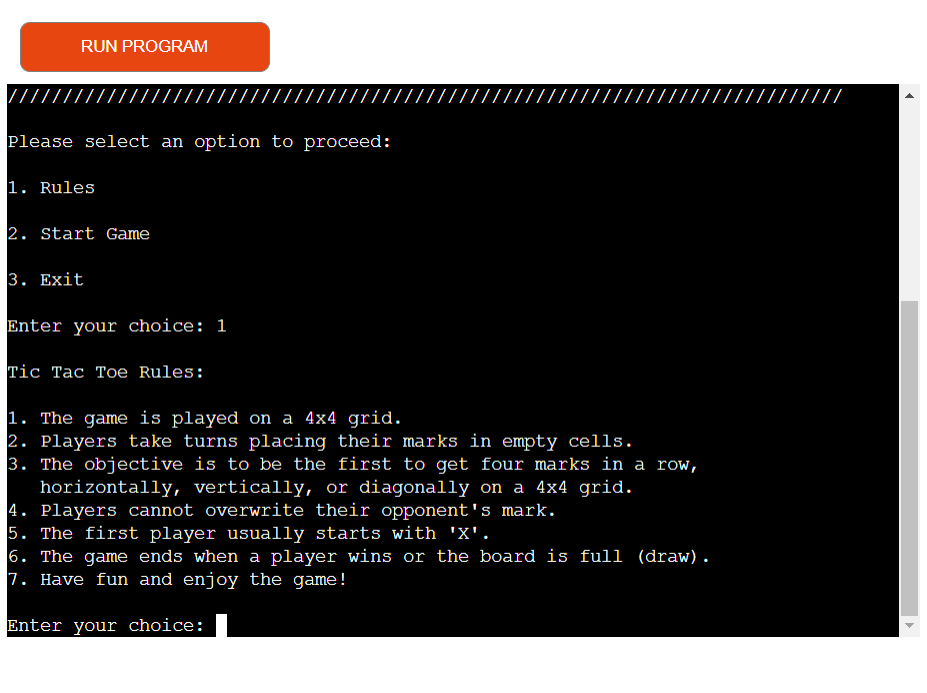 RUN PROGRAM
////////////////////////////////////////////////////////////////////////////
Please select an option to proceed:
1. Rules
2. Start Game
3. Exit
Enter your choice: 1
Tic Tac Toe Rules:
1. The game is played on a 4x4 grid.
2. Players take turns placing their marks in empty cells.
3. The objective is to be the first to get four marks in a row,
horizontally, vertically, or diagonally on a 4x4 grid.
4. Players cannot overwrite their opponent's mark.
5. The first player usually starts with 'X'.
6. The game ends when a player wins or the board is full (draw).
7. Have fun and enjoy the game!
Enter your choice: